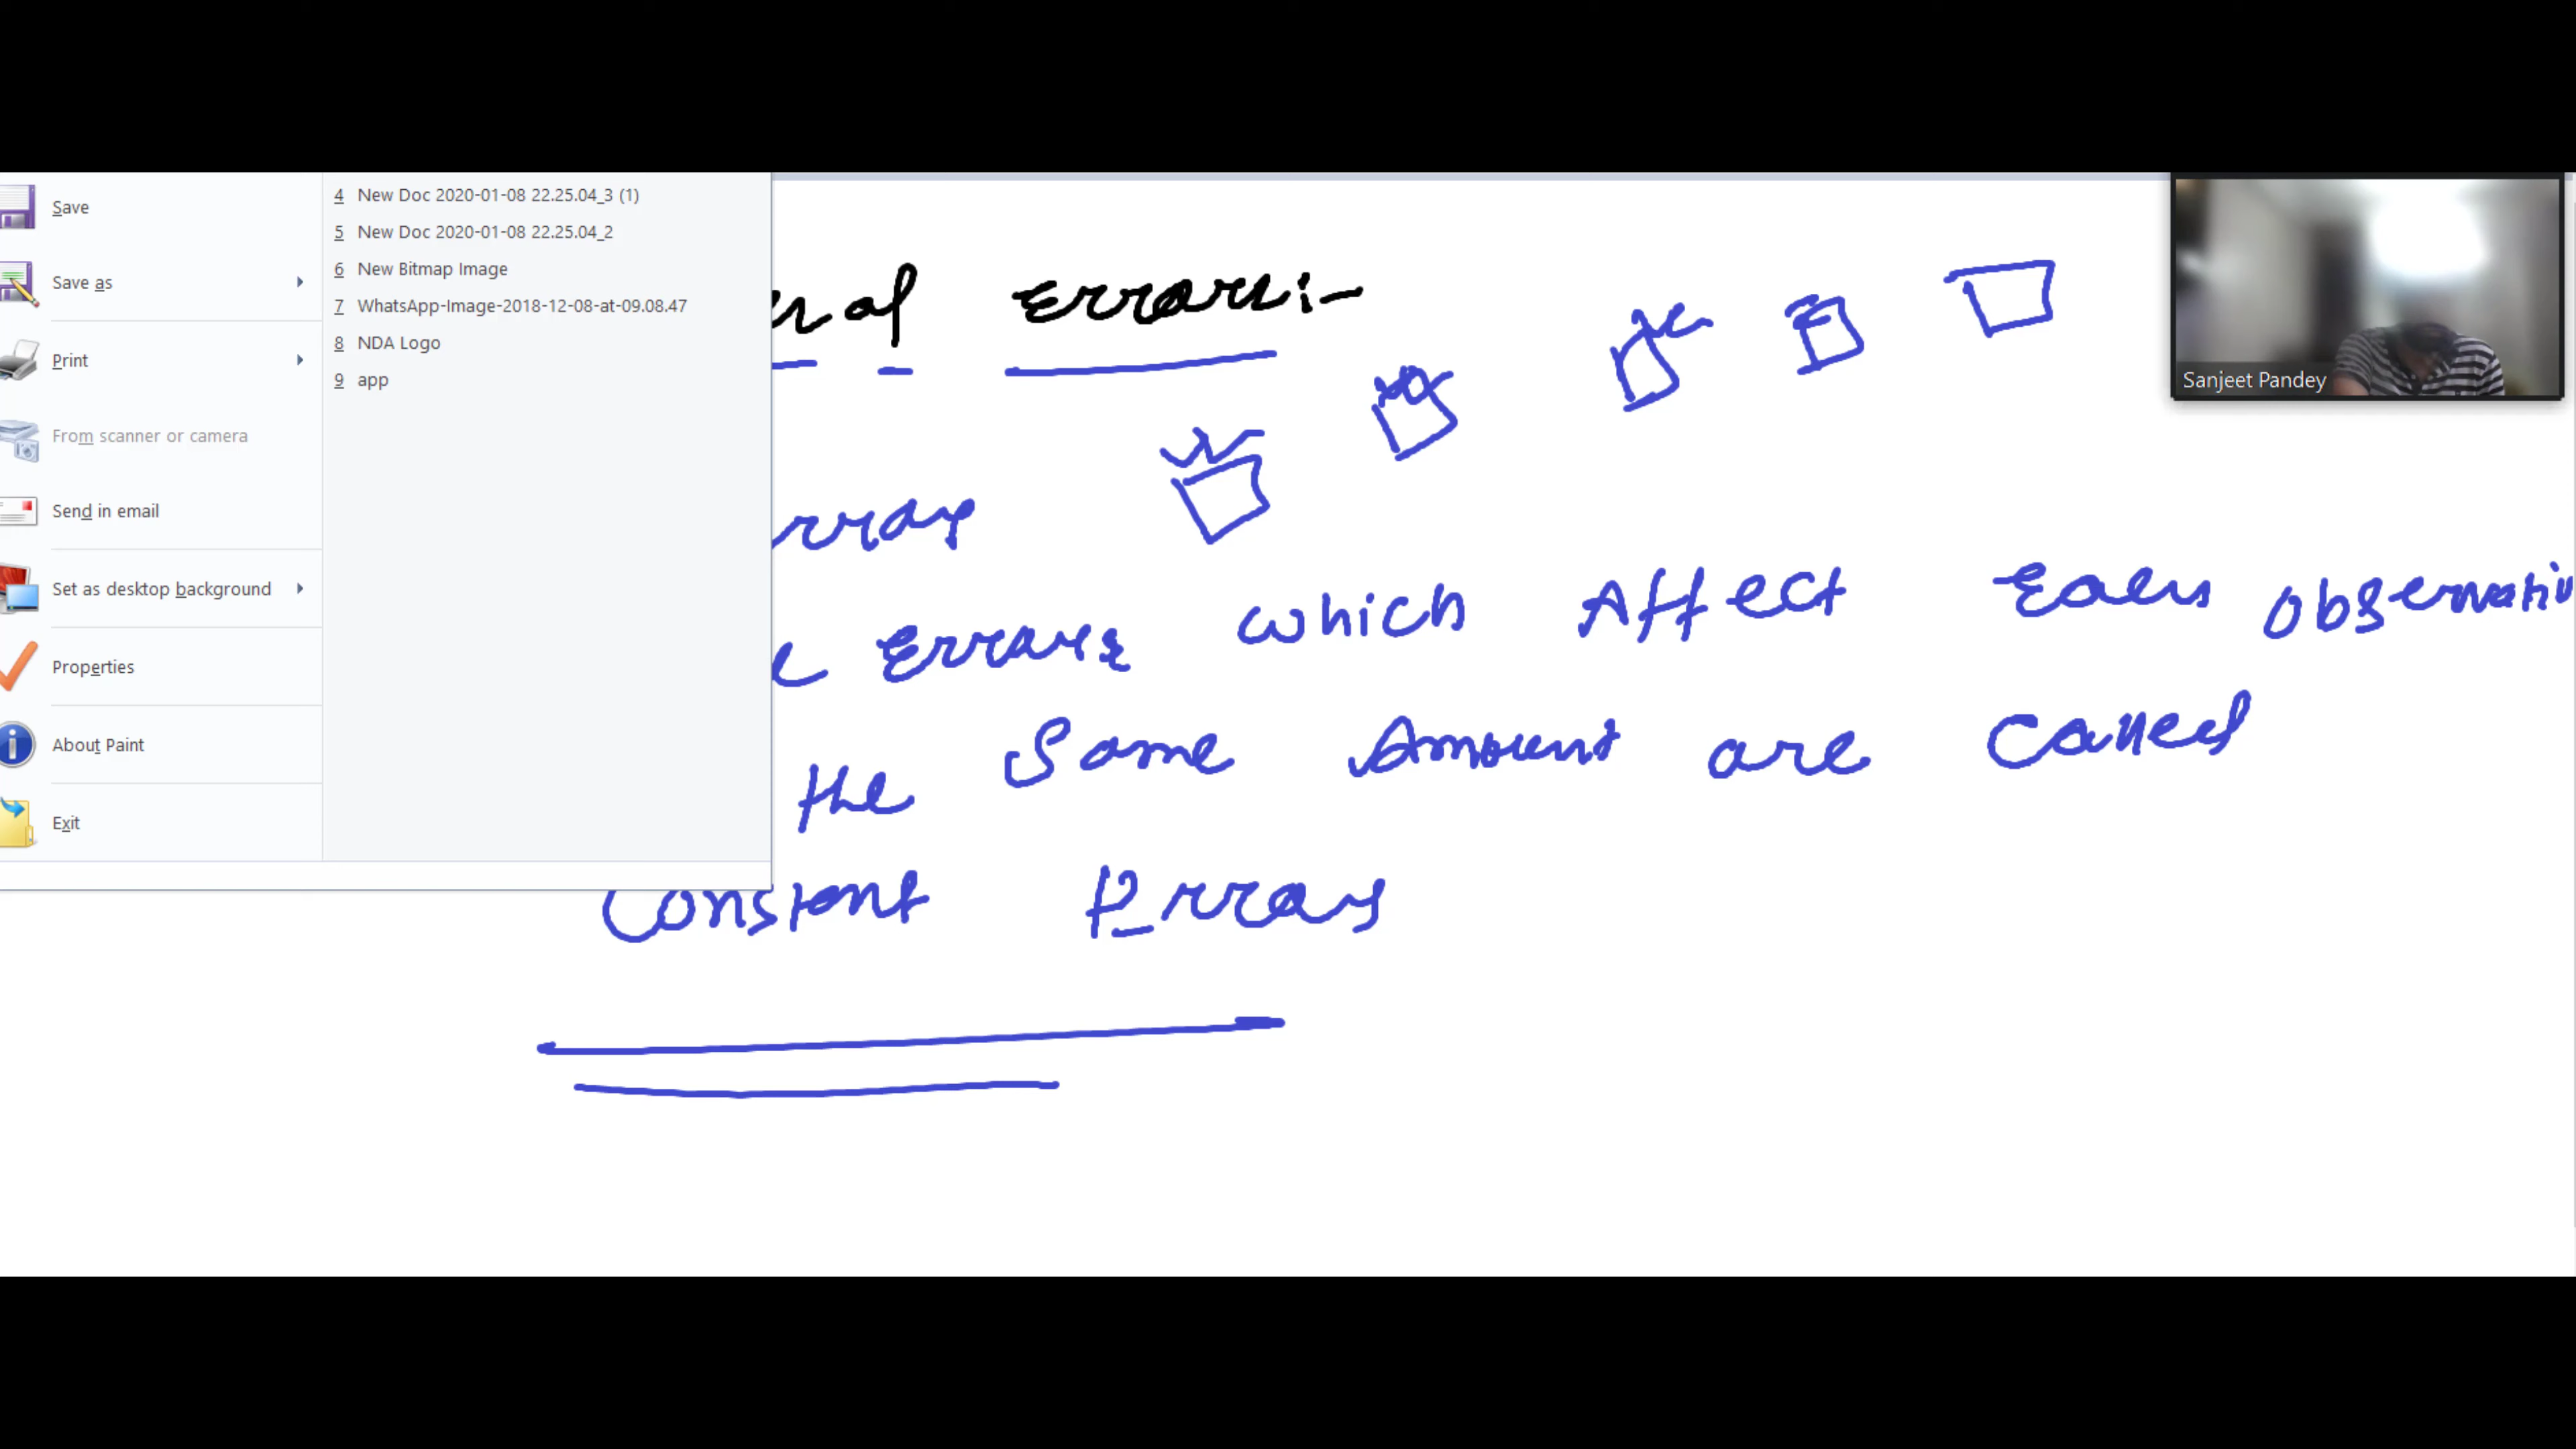 4 New Doc 2020-01-08 22.25.04_3 (1)
Save
5 New Doc 2020-01-08 22.25.04_2
6 New Bitmap Image
Save as
7 WhatsApp-Image-2018-12-08-at-09.08.47
8 NDA Logo
Print
9 app
From scanner or camera
Send in email
Set as desktop background
Properties
About Paint
Exit
Sanjeet Pandey
of Errors:-
Errors which Affect Each observation
the Same Amount are called
Constant Errors